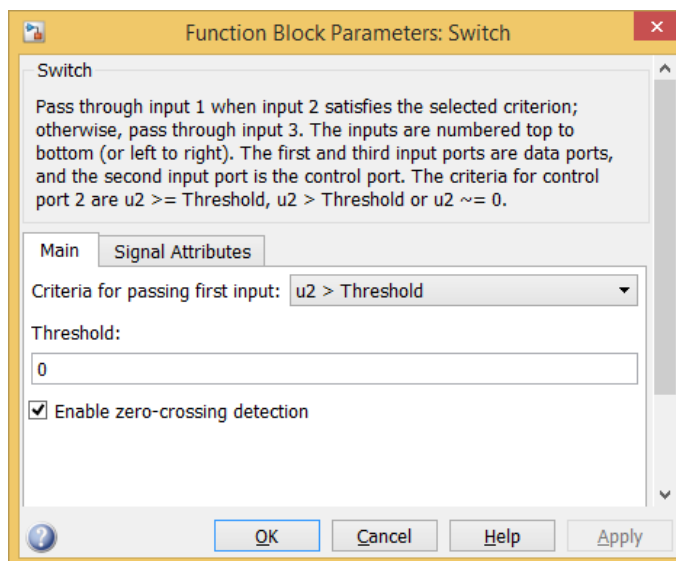 Function Block Parameters: Switch
Switch
Pass through input 1 when input 2 satisfies the selected criterion;
otherwise, pass through input 3. The inputs are numbered top to
bottom (or left to right). The first and third input ports are data ports,
and the second input port is the control port. The criteria for control
port 2 are u2 >= Threshold, u2 > Threshold or u2 ~= 0.
Main Signal Attributes
Criteria for passing first input: u2 > Threshold
Threshold:
0
Enable zero-crossing detection
OK Cancel Help Apply